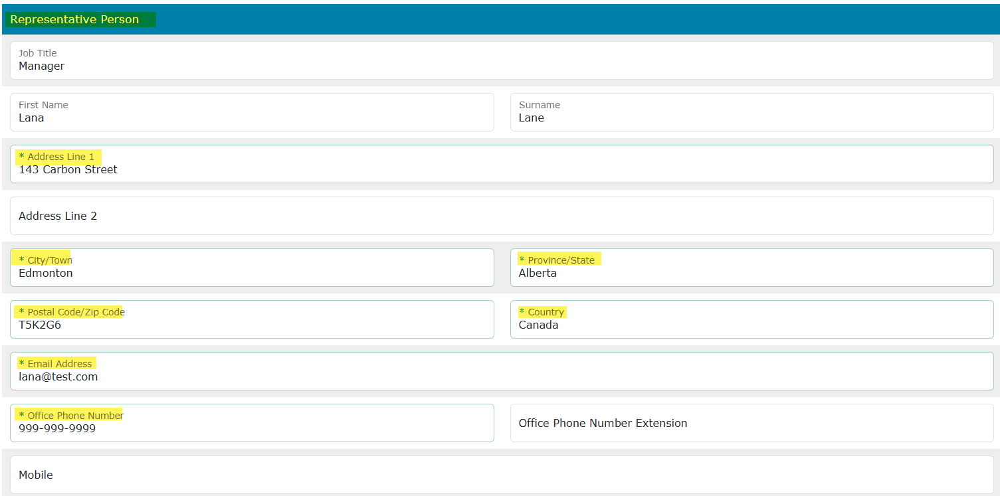 Representative Person
Job Title
Manager
First Name
Lana
Surname
Lane
* Address Line 1
143 Carbon Street
Address Line 2
* City/Town
Edmonton
* Province/State
Alberta
* Postal Code/Zip Code
T5K2G6
* Country
Canada
* Email Address
lana@test.com
* Office Phone Number
999-999-9999
Office Phone Number Extension
Mobile